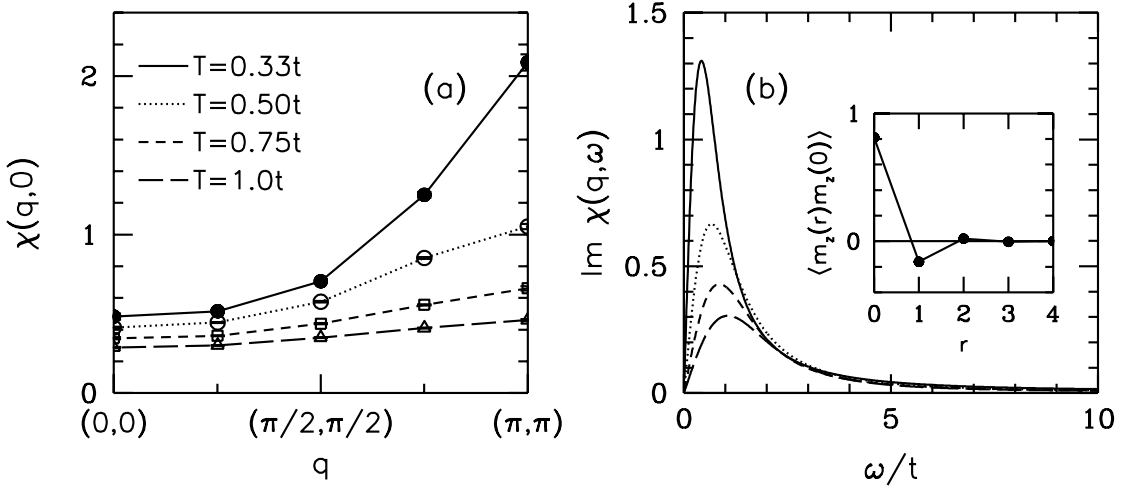 χ(q,0)
2
1
0
T=0.33t
T=0.50t
T=0.75t
T=1.0t
(a)
(0,0)
(π/2,π/2)
(π,π)
q
Im χ(q,ω)
1.5
1
0.5
0
(b)
0
5
10
ω/t
⟨m_z(r)m_z(0)⟩
1
0
0
1
2
3
4
r